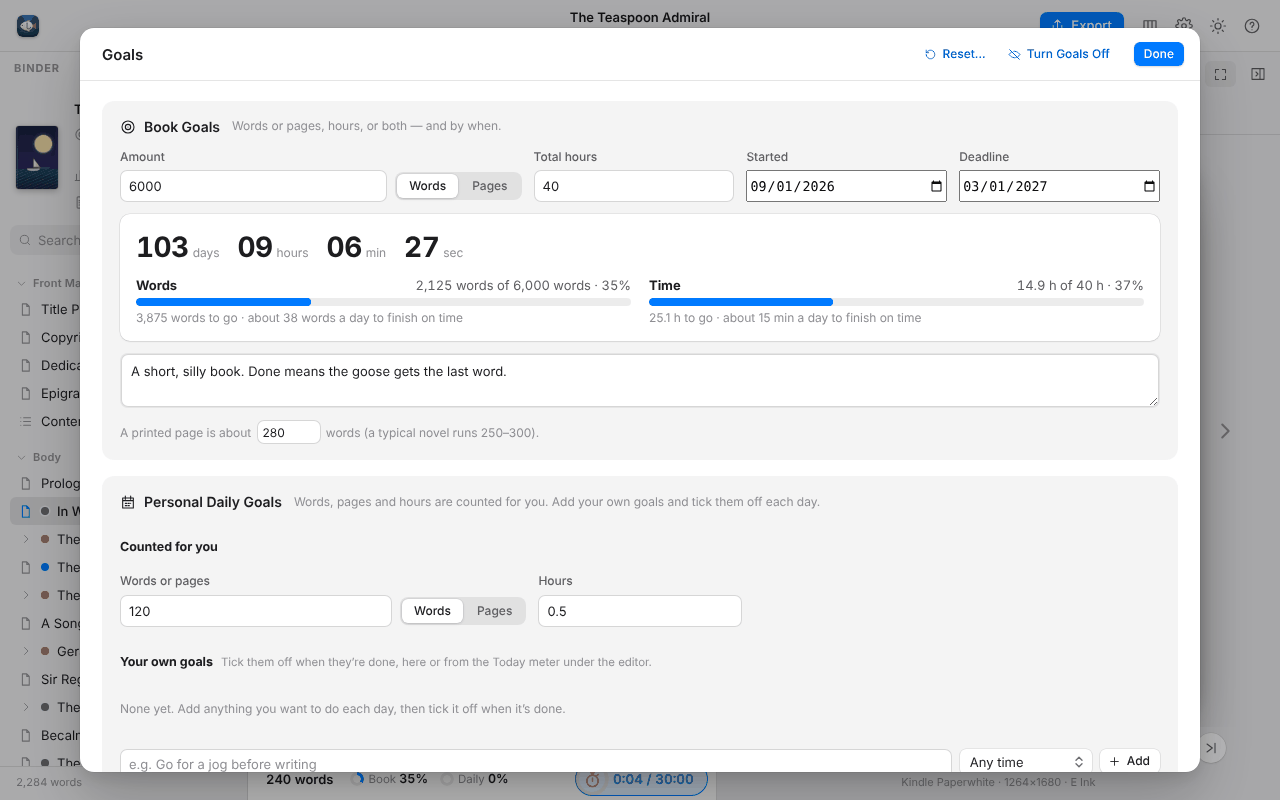 The Teaspoon Admiral
Export
BINDER
Goals
Reset...
Turn Goals Off
Done
Book Goals
Words or pages, hours, or both — and by when.
Amount
Total hours
Started
Deadline
6000
Words
Pages
40
09/01/2026
03/01/2027
103 days 09 hours 06 min 27 sec
Words
2,125 words of 6,000 words · 35%
Time
14.9 h of 40 h · 37%
3,875 words to go · about 38 words a day to finish on time
25.1 h to go · about 15 min a day to finish on time
A short, silly book. Done means the goose gets the last word.
A printed page is about 280 words (a typical novel runs 250–300).
Personal Daily Goals
Words, pages and hours are counted for you. Add your own goals and tick them off each day.
Counted for you
Words or pages
Hours
120
Words
Pages
0.5
Your own goals
Tick them off when they're done, here or from the Today meter under the editor.
None yet. Add anything you want to do each day, then tick it off when it's done.
e.g. Go for a jog before writing
Any time
Add
Search
Front Ma
Title P
Copyri
Dedica
Epigra
Conter
Body
Prolog
In W
The
The
The
A Song
Ger
Sir Reg
The
Becaln
The
2,284 words
240 words
Book 35%
Daily 0%
0:04 / 30:00
Kindle Paperwhite · 1264×1680 · E Ink